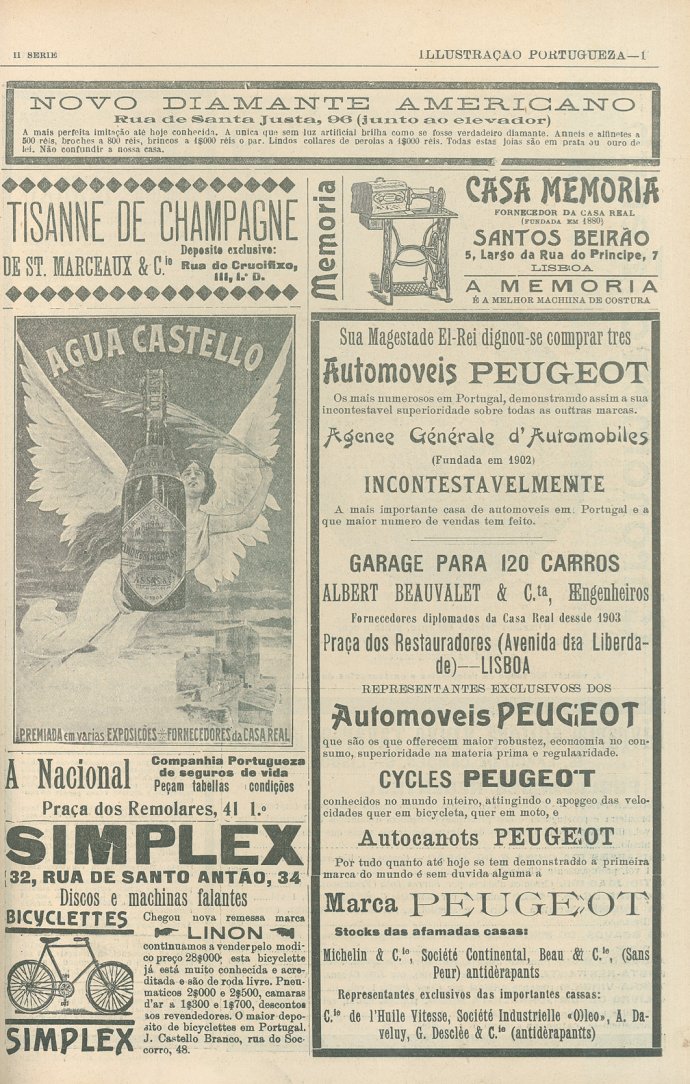 II SERIE
ILLUSTRAÇÃO PORTUGUEZA—1
NOVO DIAMANTE AMERICANO
Rua de Santa Justa, 96 (junto ao elevador)
A mais perfeita imitação até hoje conhecida. A unica que sem luz artificial brilha como se fosse verdadeiro diamante. Anneis e alfinetes a
500 réis, broches a 800 réis, brincos a 1$000 réis o par. Lindos collares de perolas a 1$000 réis. Todas estas joias são em prata ou ouro de
lei. Não confundir a nossa casa.
TISANNE DE CHAMPAGNE
DE ST. MARCEAUX & C.ie
Deposito exclusivo:
Rua do Crucifixo,
111, 1.º D.
Memoria
CASA MEMORIA
FORNECEDOR DA CASA REAL
(FUNDADA EM 1880)
SANTOS BEIRÃO
5, Largo da Rua do Principe, 7
LISBOA
A MEMORIA
É A MELHOR MACHINA DE COSTURA
AGUA CASTELLO
PREMIADA em varias EXPOSICÕES FORNECEDORES da CASA REAL
A Nacional
Companhia Portugueza
de seguros de vida
Peçam tabellas condições
Praça dos Remolares, 41 1.º
SIMPLEX
32, RUA DE SANTO ANTÃO, 34
Discos e machinas falantes
BICYCLETTES
SIMPLEX
Chegou nova remessa marca
LINON
continuamos a vender pelo modi-
co preço 28$000; esta bicyclette
já está muito conhecida e acre-
ditada e são de roda livre. Pneu-
maticos 2$000 e 2$500, camaras
d'ar a 1$300 e 1$700, descontos
aos revendedores. O maior depo-
sito de bicyclettes em Portugal.
J. Castello Branco, rua do Soc-
corro, 48.
Sua Magestade El-Rei dignou-se comprar tres
Automoveis PEUGEOT
Os mais numerosos em Portugal, demonstrando assim a sua
incontestavel superioridade sobre todas as outras marcas.
Agence Générale d'Automobiles
(Fundada em 1902)
INCONTESTAVELMENTE
A mais importante casa de automoveis em Portugal e a
que maior numero de vendas tem feito.
GARAGE PARA 120 CARROS
ALBERT BEAUVALET & C.ta, Engenheiros
Fornecedores diplomados da Casa Real desde 1903
Praça dos Restauradores (Avenida da Liberda-
de)—LISBOA
REPRESENTANTES EXCLUSIVOS DOS
Automoveis PEUGEOT
que são os que offerecem maior robustez, economia no con-
sumo, superioridade na materia prima e regularidade.
CYCLES PEUGEOT
conhecidos no mundo inteiro, attingindo o apogeo das velo-
cidades quer em bicycleta, quer em moto, e
Autocanots PEUGEOT
Por tudo quanto até hoje se tem demonstrado a primeira
marca do mundo é sem duvida alguma a
Marca PEUGEOT
Stocks das afamadas casas:
Michelin & C.ie, Société Continental, Beau & C.ie, (Sans
Peur) antidèrapants
Representantes exclusivos das importantes cassas:
C.ie de l'Huile Vitesse, Société Industrielle «Oleo», A. Da-
veluy, G. Desclèe & C.ie (antidèrapants)